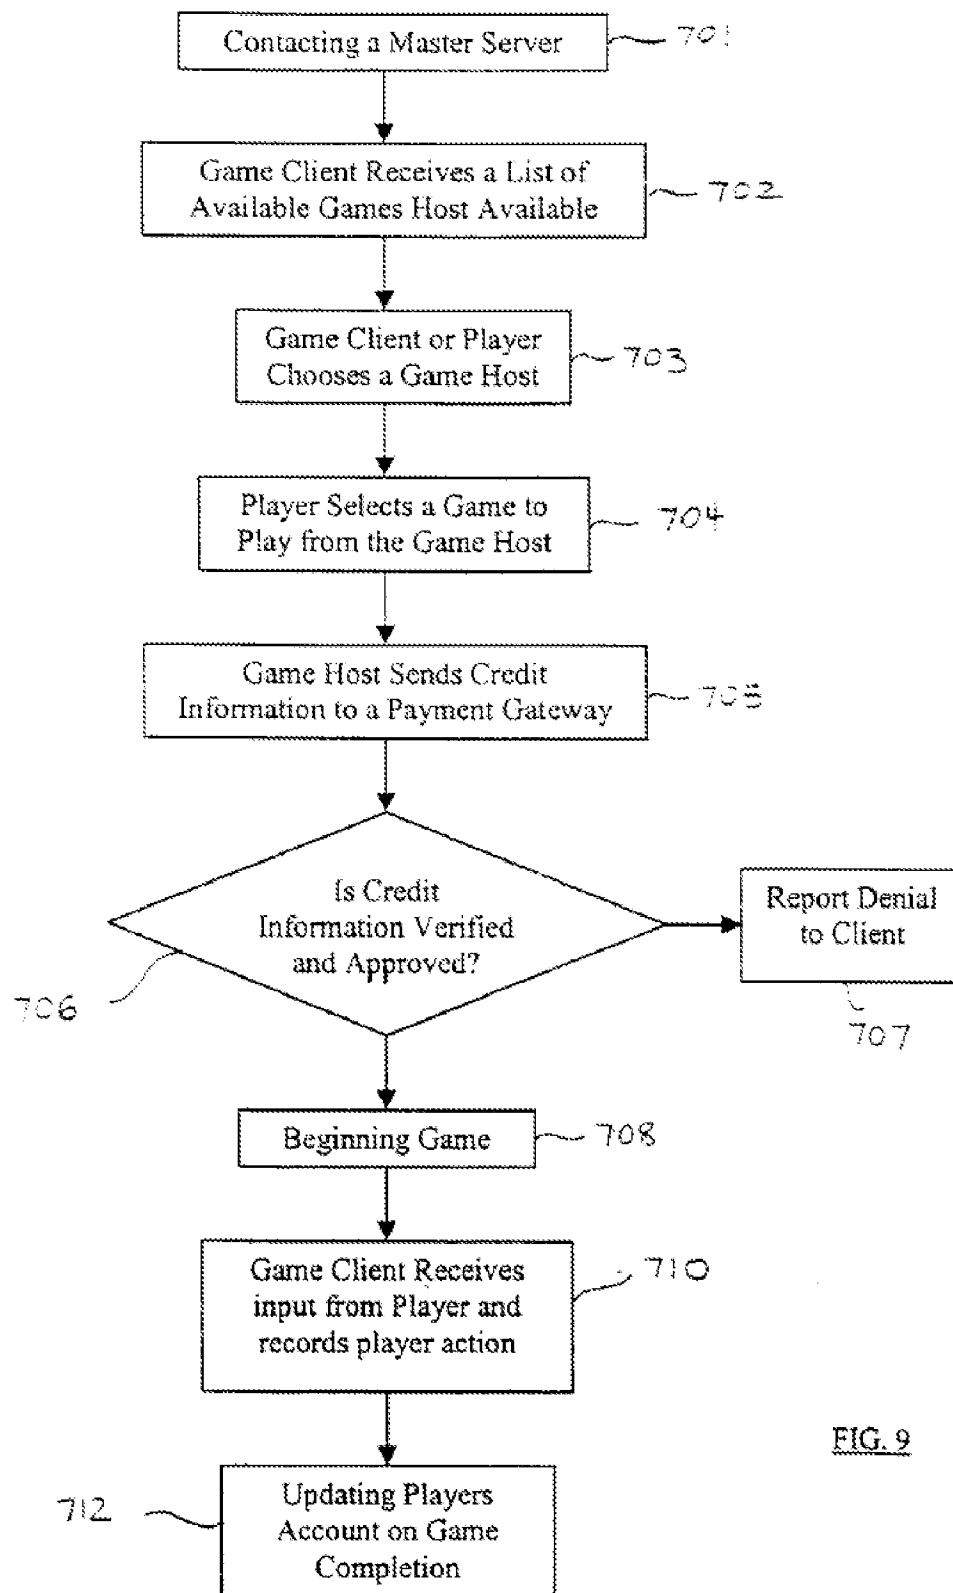 Contacting a Master Server
701
Game Client Receives a List of
Available Games Host Available
702
Game Client or Player
Chooses a Game Host
703
Player Selects a Game to
Play from the Game Host
704
Game Host Sends Credit
Information to a Payment Gateway
705
Is Credit
Information Verified
and Approved?
706
Report Denial
to Client
707
Beginning Game
708
Game Client Receives
input from Player and
records player action
710
Updating Players
Account on Game
Completion
712
FIG. 9